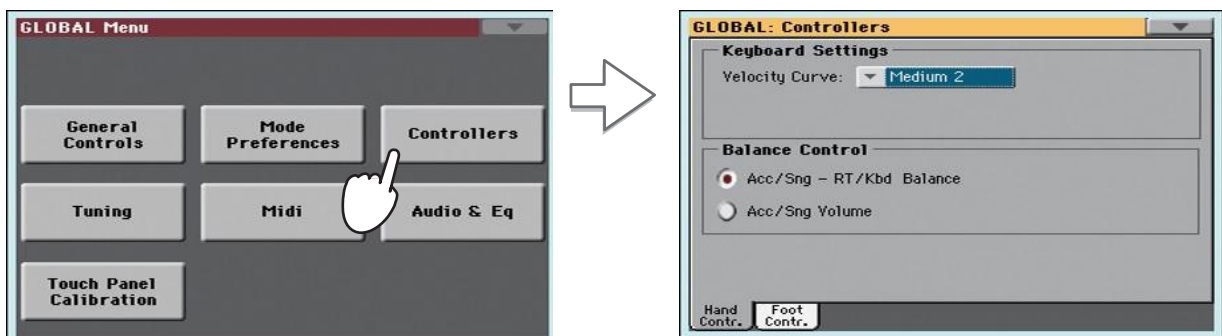 GLOBAL Menu
General
Controls
Mode
Preferences
Controllers
Tuning
Midi
Audio & Eq
Touch Panel
Calibration
GLOBAL: Controllers
Keyboard Settings
Velocity Curve: Medium 2
Balance Control
Acc/Sng - RT/Kbd Balance
Acc/Sng Volume
Hand
Contr.
Foot
Contr.